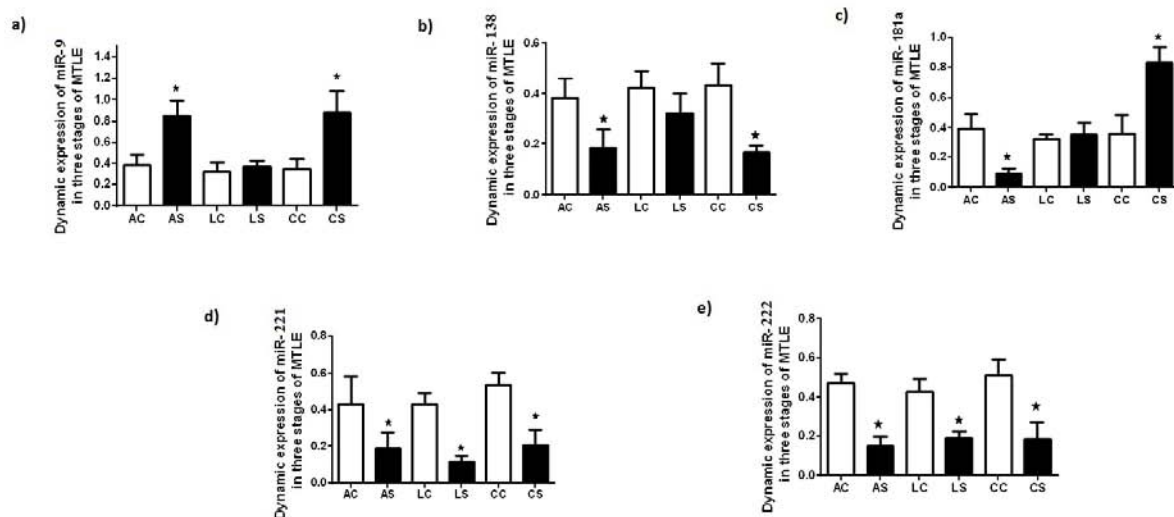 a)
Dynamic expression of miR-9
in three stages of MTLE
1.4
1.2
1.0
0.8
0.6
0.4
0.2
0.0
AC AS LC LS CC CS
* *
b)
Dynamic expression of miR-138
in three stages of MTLE
0.6
0.4
0.2
0.0
AC AS LC LS CC CS
★ ★
c)
Dynamic expression of miR-181a
in three stages of MTLE
1.0
0.8
0.6
0.4
0.2
0.0
AC AS LC LS CC CS
★ *
d)
Dynamic expression of miR-221
in three stages of MTLE
0.8
0.6
0.4
0.2
0.0
AC AS LC LS CC CS
★ ★ ★
e)
Dynamic expression of miR-222
in three stages of MTLE
0.8
0.6
0.4
0.2
0.0
AC AS LC LS CC CS
★ ★ ★